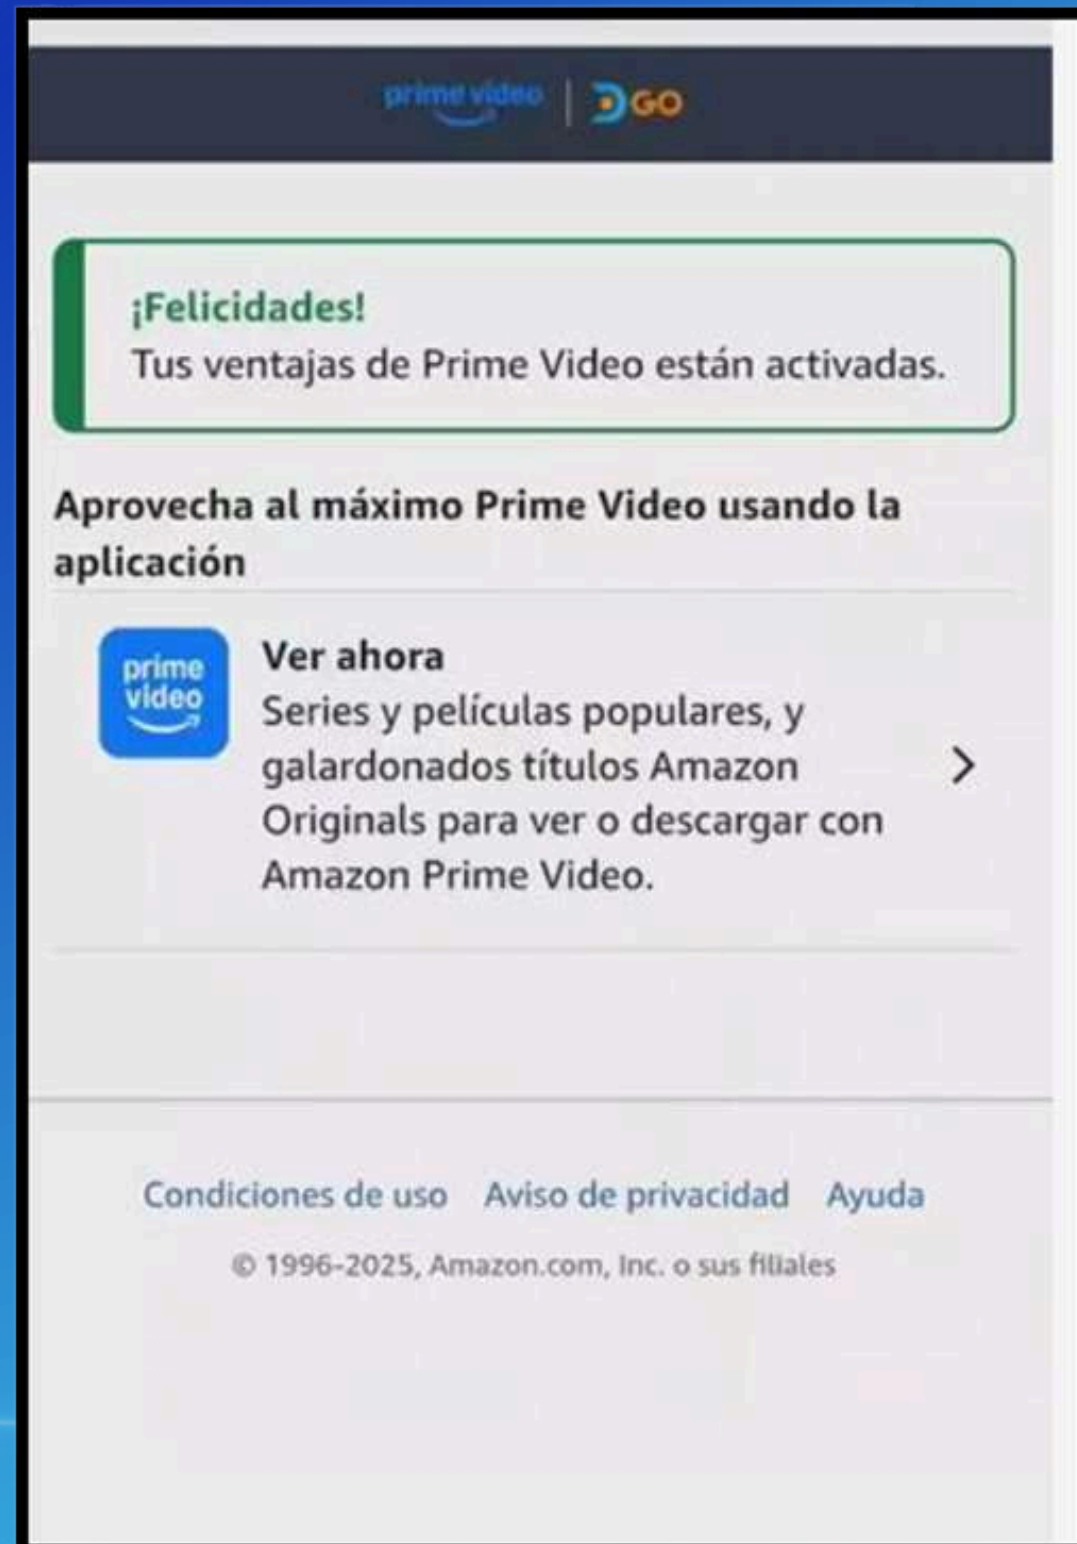 prime video | DGO
¡Felicidades!
Tus ventajas de Prime Video están activadas.
Aprovecha al máximo Prime Video usando la
aplicación
prime
video
Ver ahora
Series y películas populares, y
galardonados títulos Amazon
Originals para ver o descargar con
Amazon Prime Video.
Condiciones de uso Aviso de privacidad Ayuda
© 1996-2025, Amazon.com, Inc. o sus filiales